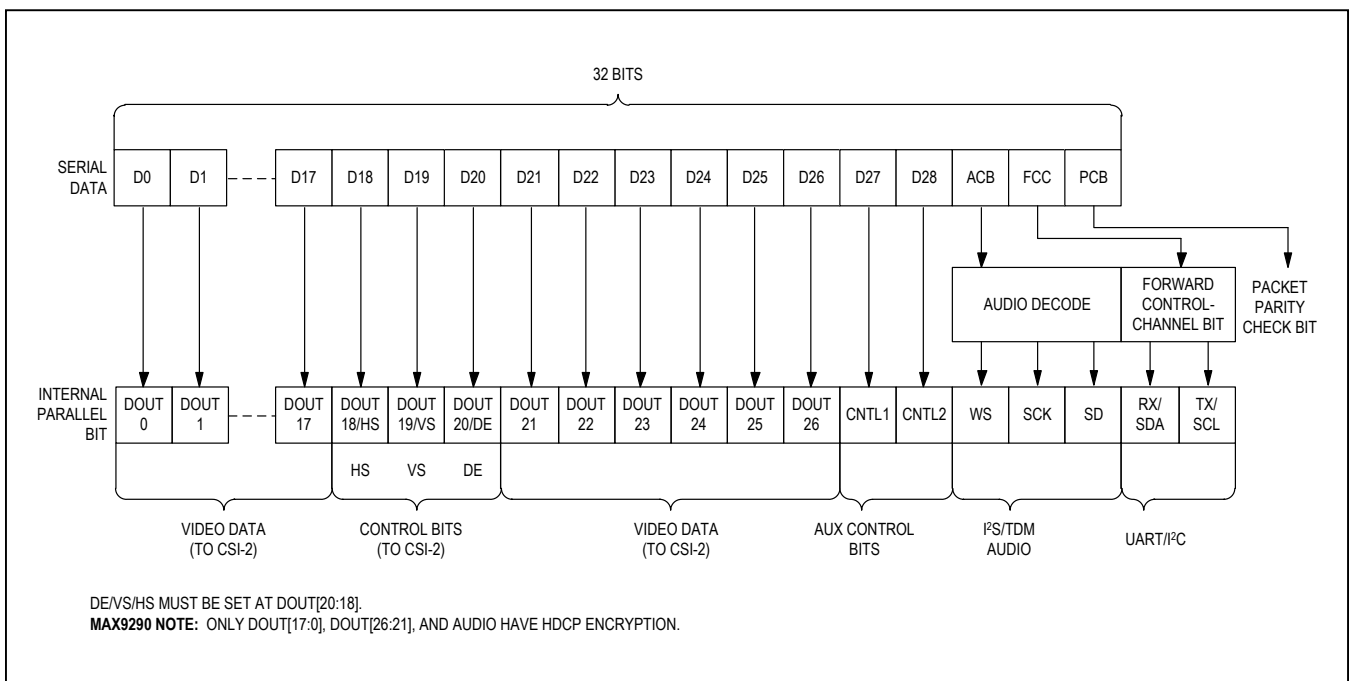 32 BITS
SERIAL
DATA
D0 D1 D17 D18 D19 D20 D21 D22 D23 D24 D25 D26 D27 D28 ACB FCC PCB
AUDIO DECODE
FORWARD
CONTROL-
CHANNEL BIT
PACKET
PARITY
CHECK BIT
INTERNAL
PARALLEL
BIT
DOUT DOUT DOUT DOUT DOUT DOUT DOUT DOUT DOUT DOUT DOUT DOUT CNTL1 CNTL2 WS SCK SD RX/ TX/
0 1 17 18/HS 19/VS 20/DE 21 22 23 24 25 26 SDA SCL
HS VS DE
VIDEO DATA
(TO CSI-2)
CONTROL BITS
(TO CSI-2)
VIDEO DATA
(TO CSI-2)
AUX CONTROL
BITS
I²S/TDM
AUDIO
UART/I²C
DE/VS/HS MUST BE SET AT DOUT[20:18].
MAX9290 NOTE: ONLY DOUT[17:0], DOUT[26:21], AND AUDIO HAVE HDCP ENCRYPTION.